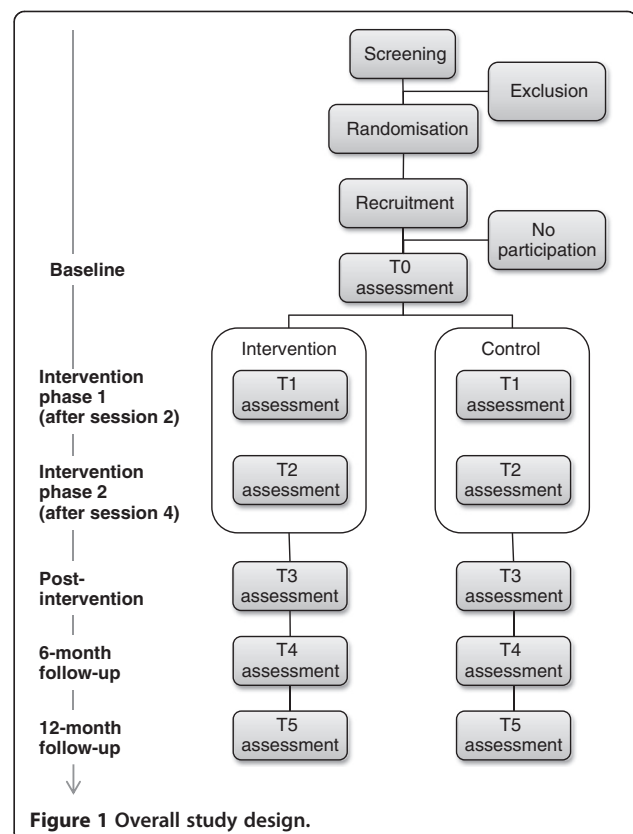 Screening
Exclusion
Randomisation
Recruitment
No
participation
Baseline
T0
assessment
Intervention
Control
Intervention
phase 1
(after session 2)
T1
assessment
T1
assessment
Intervention
phase 2
(after session 4)
T2
assessment
T2
assessment
Post-
intervention
T3
assessment
T3
assessment
6-month
follow-up
T4
assessment
T4
assessment
12-month
follow-up
T5
assessment
T5
assessment
Figure 1 Overall study design.